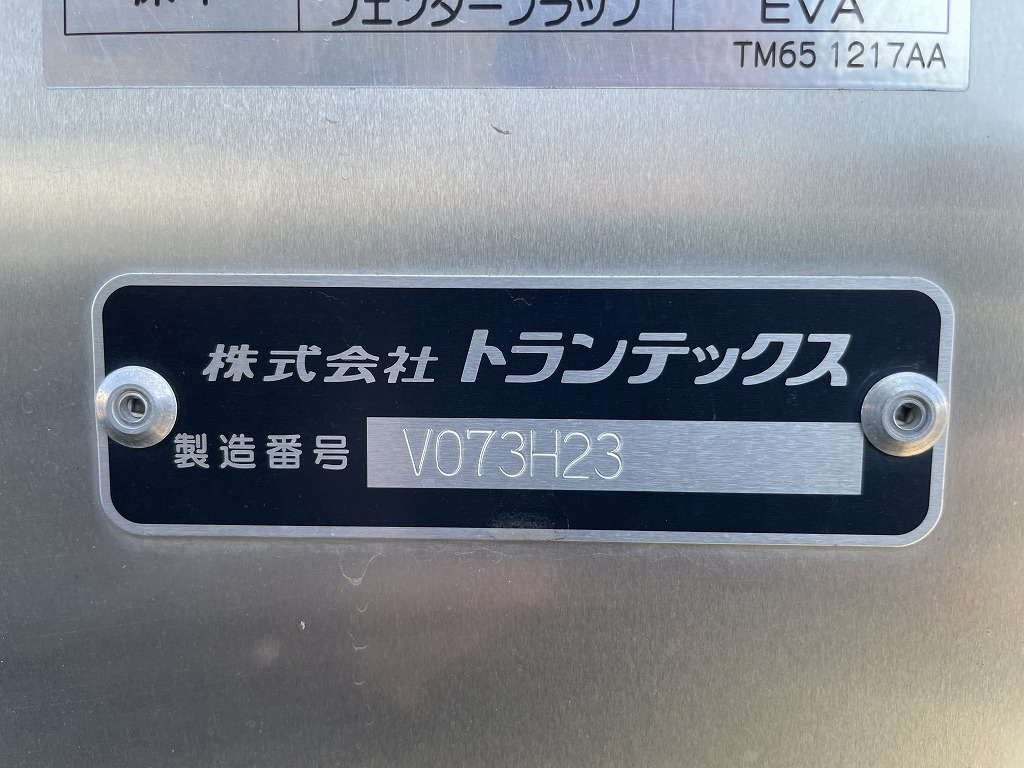 フェンダーフラップ EVA
TM65 1217AA
株式会社 トランテックス
製造番号 V073H23